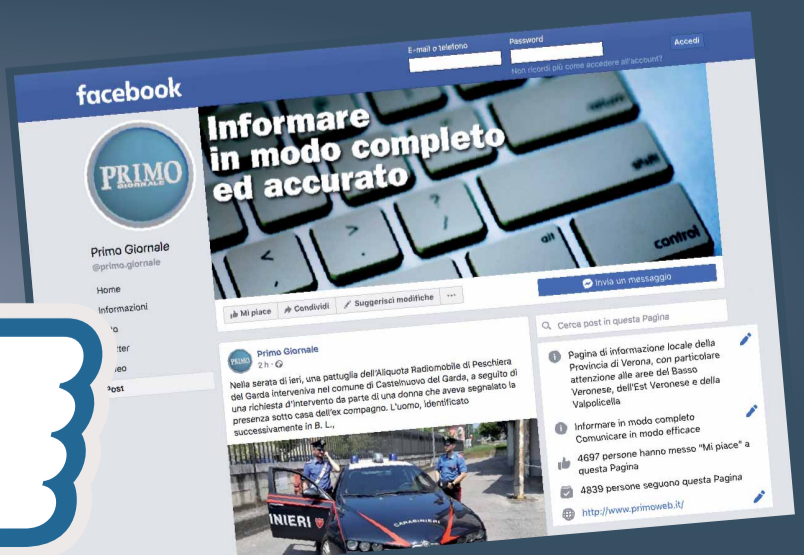 E-mail o telefono
Password
Accedi
Non ricordi più come accedere all'account?
facebook
PRIMO
GIORNALE
Informare
in modo completo
ed accurato
return
shift
alt
control
Primo Giornale
@primo.giornale
Home
Informazioni
Post
Mi piace
Condividi
Suggerisci modifiche
Invia un messaggio
Primo Giornale
2 h
Nella serata di ieri, una pattuglia dell'Aliquota Radiomobile di Peschiera
del Garda interveniva nel comune di Castelnuovo del Garda, a seguito di
una richiesta d'intervento da parte di una donna che aveva segnalato la
presenza sotto casa dell'ex compagno. L'uomo, identificato
successivamente in B. L.,
INIERI
CARABINIERI
Cerca post in questa Pagina
Pagina di informazione locale della
Provincia di Verona, con particolare
attenzione alle aree del Basso
Veronese, dell'Est Veronese e della
Valpolicella
Informare in modo completo
Comunicare in modo efficace
4697 persone hanno messo "Mi piace" a
questa Pagina
4839 persone seguono questa Pagina
http://www.primoweb.it/